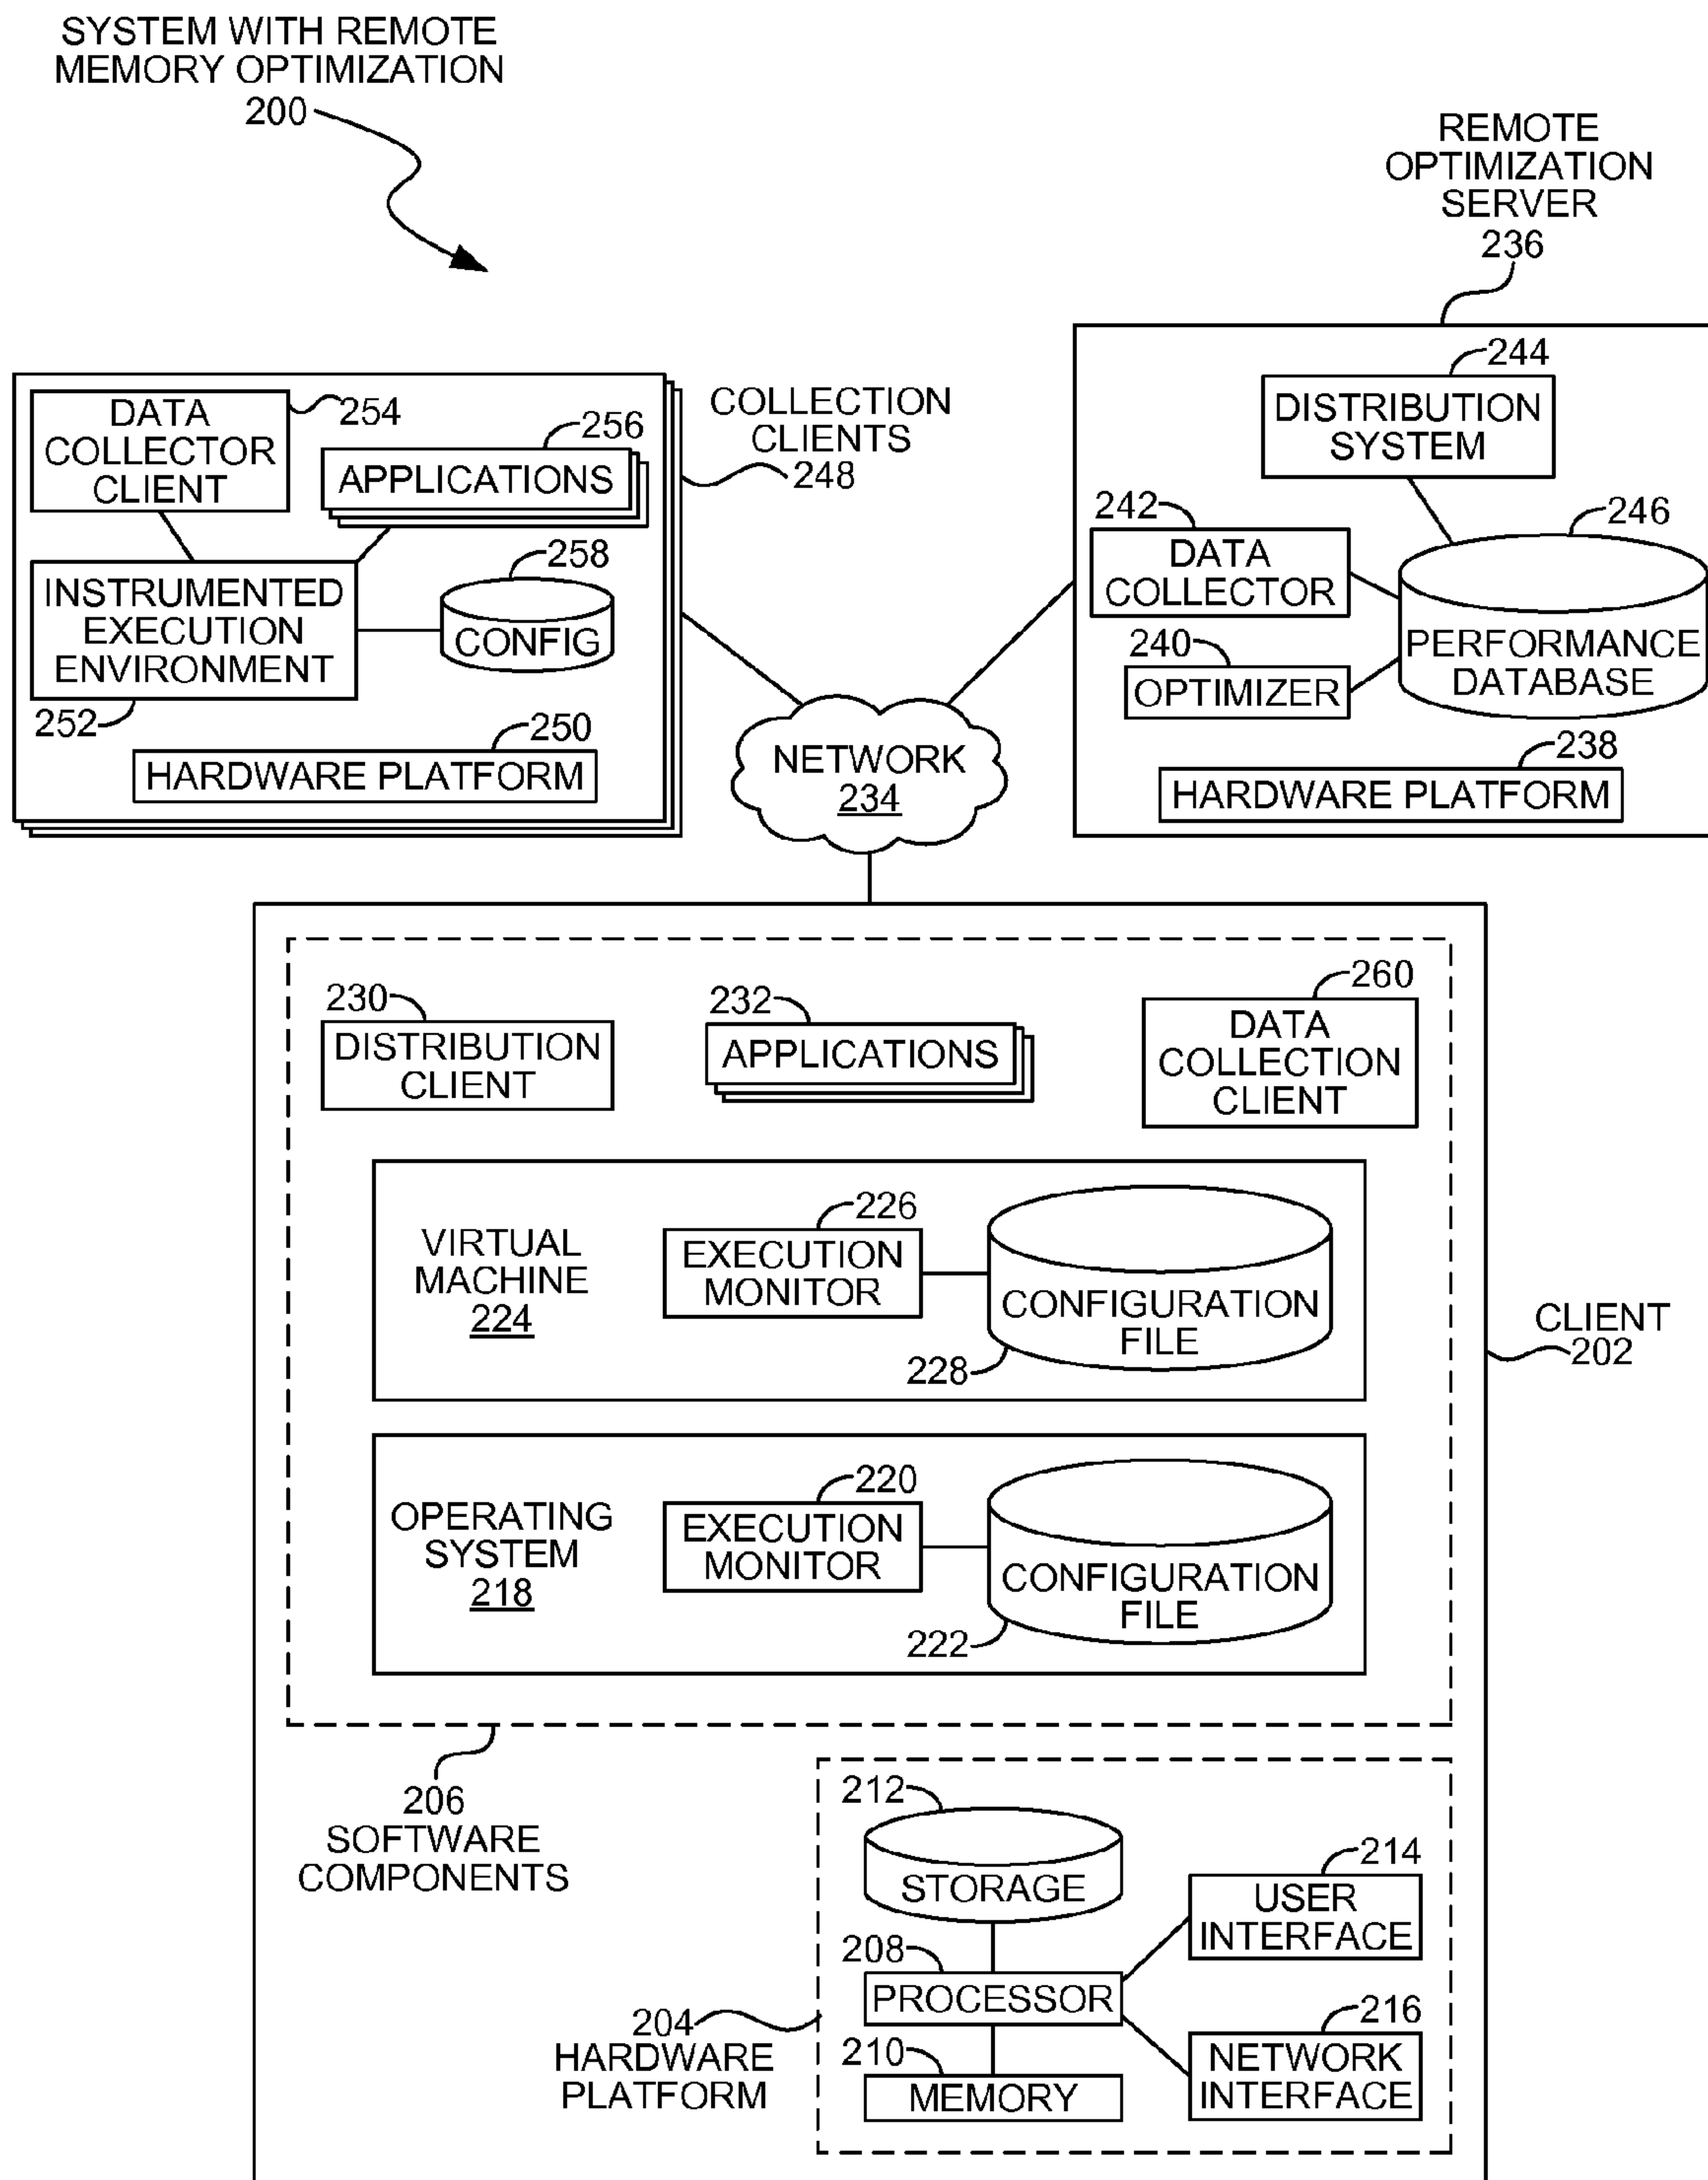 SYSTEM WITH REMOTE
MEMORY OPTIMIZATION
200
REMOTE
OPTIMIZATION
SERVER
236
DATA
COLLECTOR
CLIENT
254
256
APPLICATIONS
258
CONFIG
INSTRUMENTED
EXECUTION
ENVIRONMENT
252
250
HARDWARE PLATFORM
COLLECTION
CLIENTS
248
244
DISTRIBUTION
SYSTEM
242
DATA
COLLECTOR
246
PERFORMANCE
DATABASE
240
OPTIMIZER
238
HARDWARE PLATFORM
NETWORK
234
230
DISTRIBUTION
CLIENT
232
APPLICATIONS
260
DATA
COLLECTION
CLIENT
VIRTUAL
MACHINE
224
226
EXECUTION
MONITOR
CONFIGURATION
FILE
228
CLIENT
202
OPERATING
SYSTEM
218
220
EXECUTION
MONITOR
CONFIGURATION
FILE
222
206
SOFTWARE
COMPONENTS
212
STORAGE
214
USER
INTERFACE
208
PROCESSOR
204
HARDWARE
PLATFORM
210
MEMORY
216
NETWORK
INTERFACE